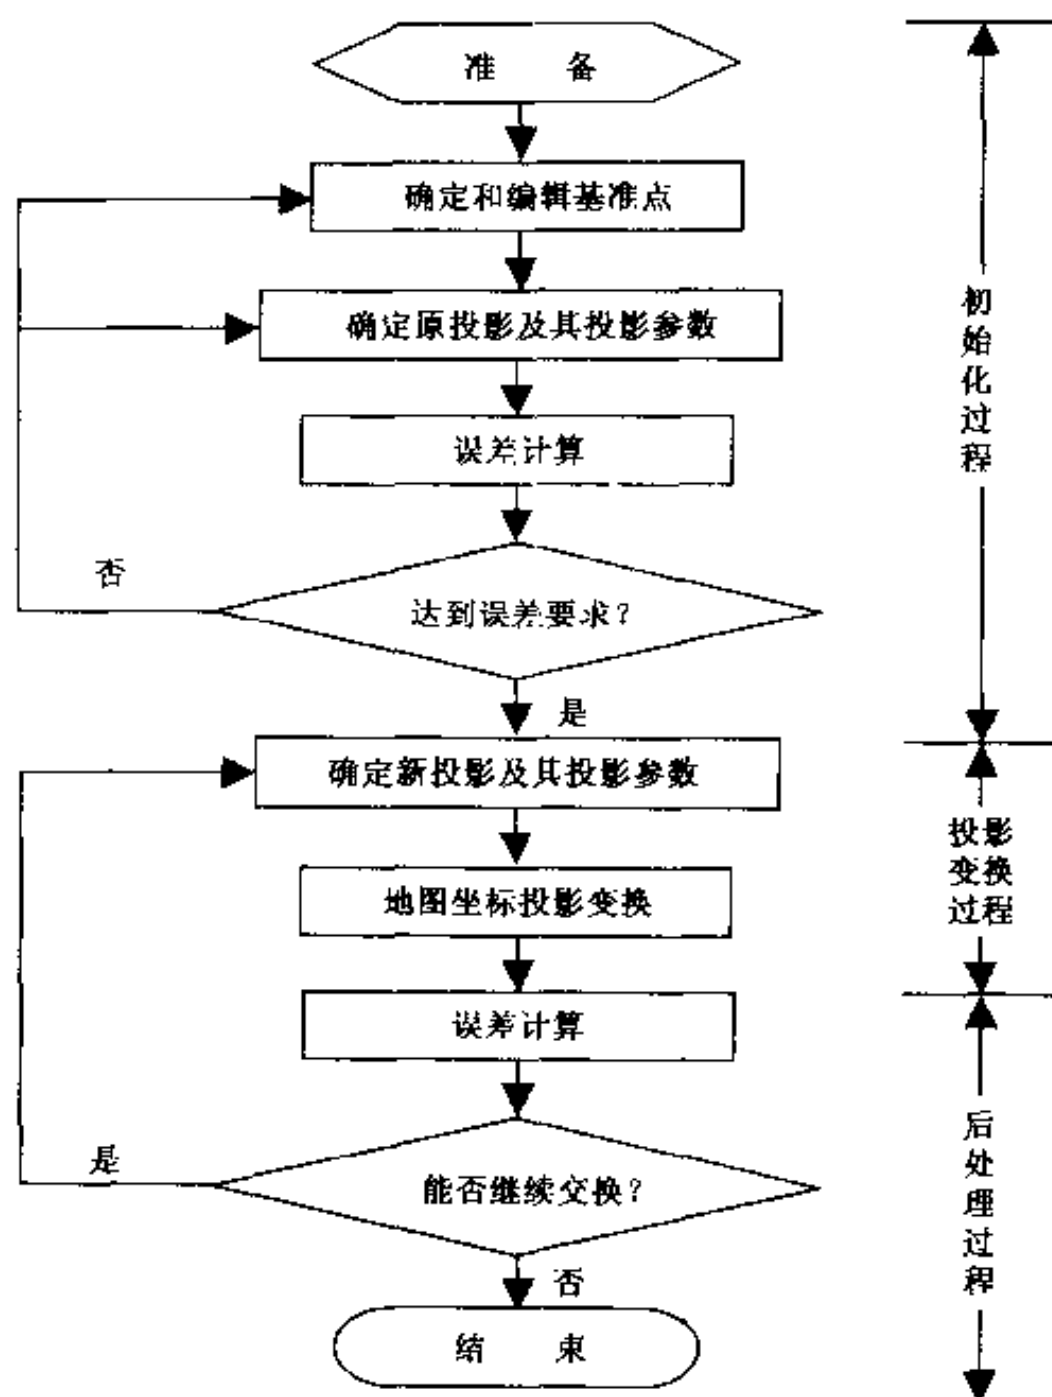 准 备
确定和编辑基准点
确定原投影及其投影参数
误差计算
否
达到误差要求?
是
确定新投影及其投影参数
地图坐标投影变换
误差计算
是
能否继续交换?
否
结 束
初始化过程
投影
变换
过程
后处理过程